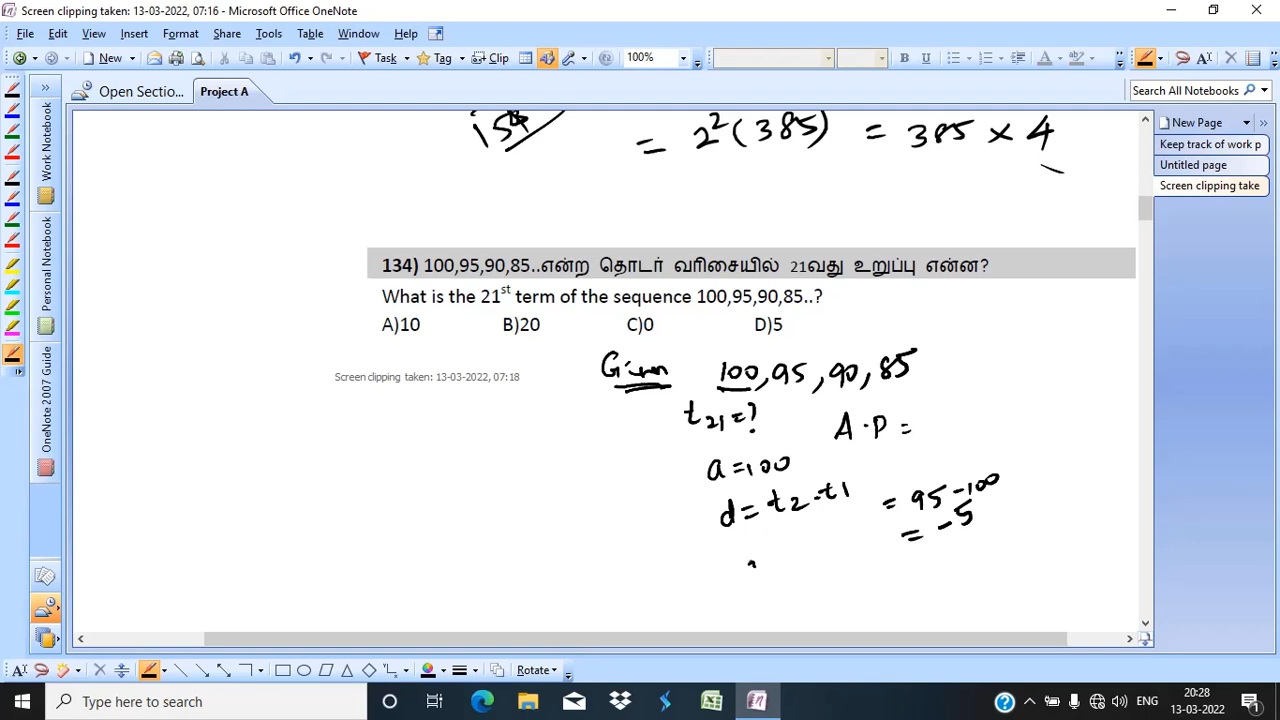 Screen clipping taken: 13-03-2022, 07:16 - Microsoft Office OneNote
File Edit View Insert Format Share Tools Table Window Help
New Task Tag Clip 100%
Open Sectio... Project A Search All Notebooks
New Page
Keep track of work p
Untitled page
Screen clipping take
Work Notebook
Personal Notebook
OneNote 2007 Guide
15th = 2²(385) = 385 × 4
134) 100,95,90,85..என்ற தொடர் வரிசையில் 21வது உறுப்பு என்ன?
What is the 21st term of the sequence 100,95,90,85..?
A)10 B)20 C)0 D)5
Screen clipping taken: 13-03-2022, 07:18
Given 100, 95, 90, 85
t21 = ? A.P =
a = 100
d = t2 - t1 = 95 - 100
= -5
Rotate
Type here to search
ENG 20:28
13-03-2022